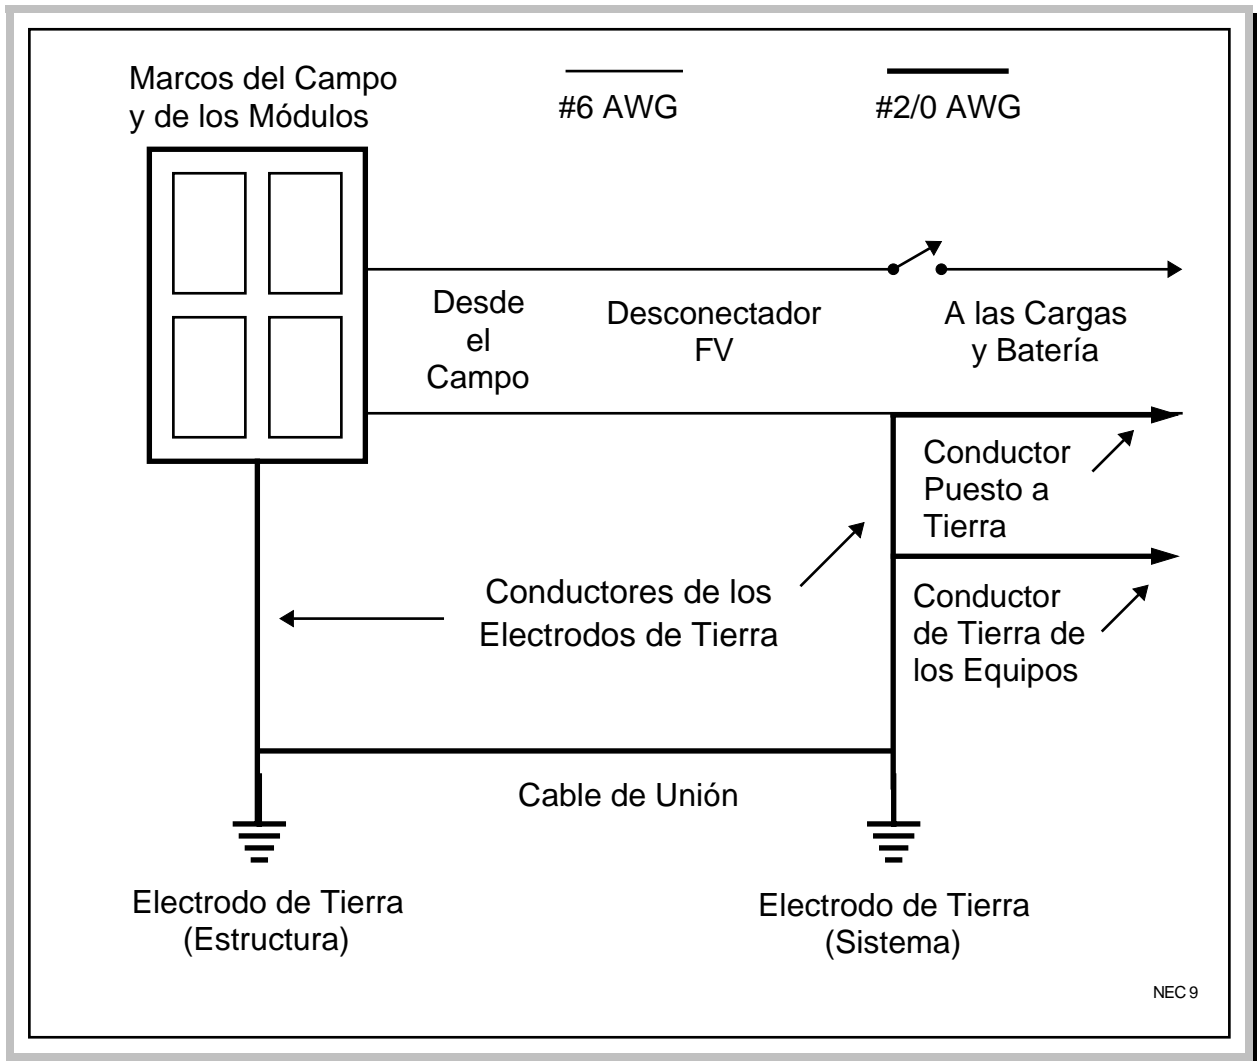 Marcos del Campo
y de los Módulos
#6 AWG
#2/0 AWG
Desde
el
Campo
Desconectador
FV
A las Cargas
y Batería
Conductor
Puesto a
Tierra
Conductores de los
Electrodos de Tierra
Conductor
de Tierra de
los Equipos
Cable de Unión
Electrodo de Tierra
(Estructura)
Electrodo de Tierra
(Sistema)
NEC 9